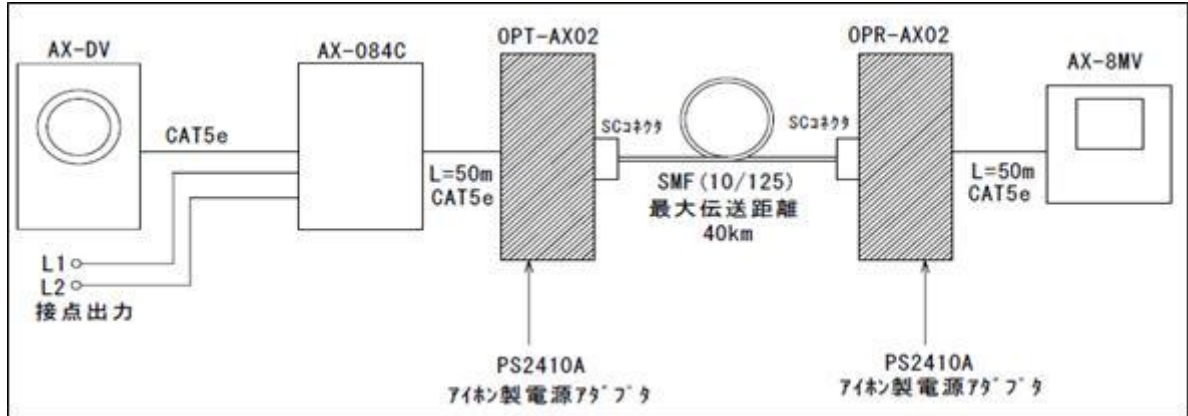 AX-DV
AX-084C
OPT-AX02
OPR-AX02
AX-8MV
CAT5e
SCｺﾈｸﾀ
SCｺﾈｸﾀ
L=50m
CAT5e
SMF(10/125)
最大伝送距離
40km
L=50m
CAT5e
L1
L2
接点出力
PS2410A
ｱｲﾎﾝ製電源ｱﾀﾞﾌﾟﾀ
PS2410A
ｱｲﾎﾝ製電源ｱﾀﾞﾌﾟﾀ